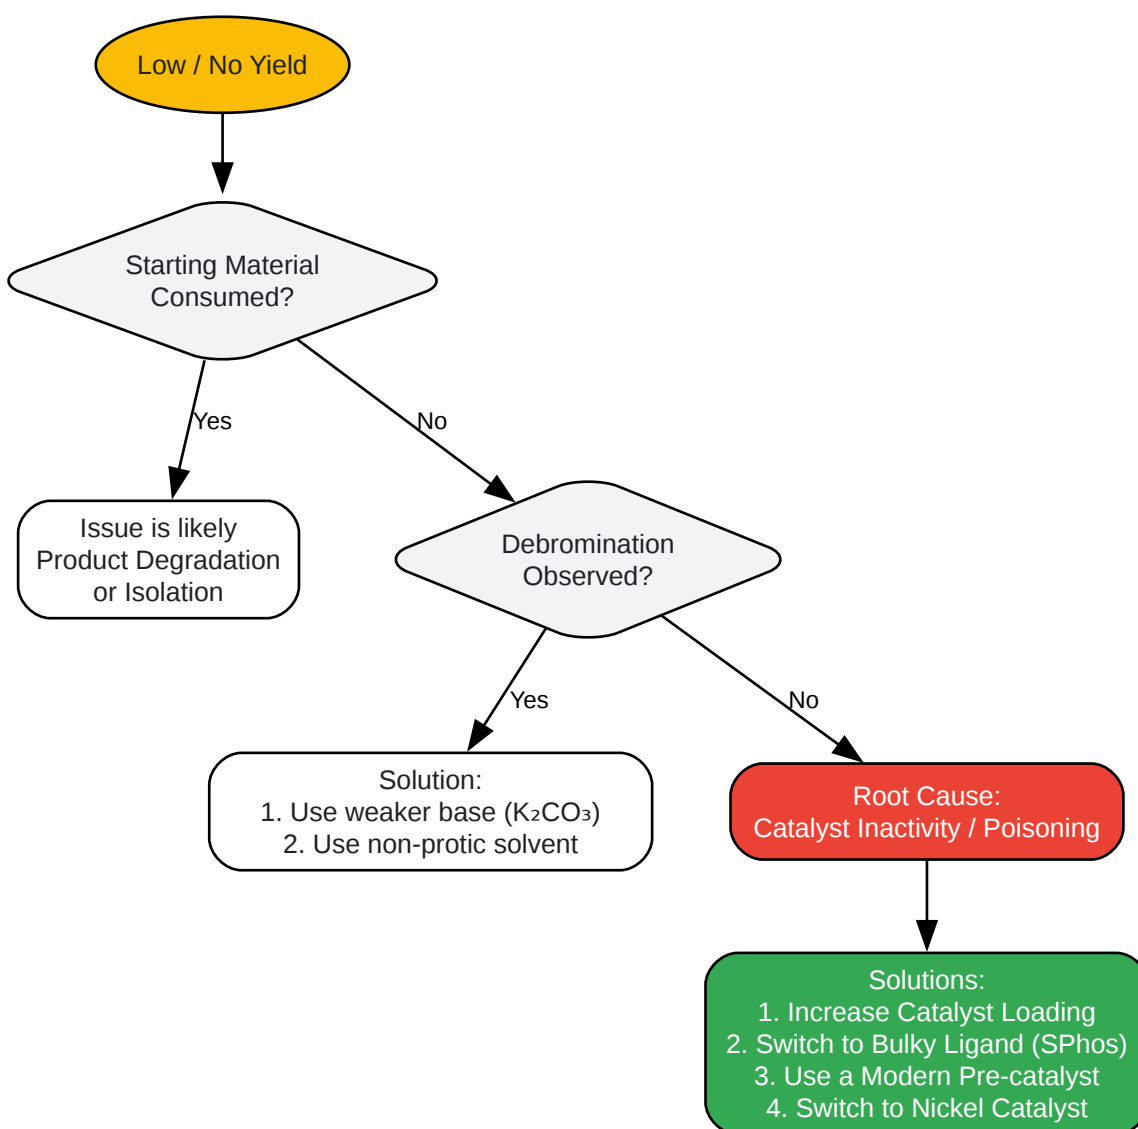 Low / No Yield
Starting Material
Consumed?
Yes
No
Issue is likely
Product Degradation
or Isolation
Debromination
Observed?
Yes
No
Solution:
1. Use weaker base (K₂CO₃)
2. Use non-protic solvent
Root Cause:
Catalyst Inactivity / Poisoning
Solutions:
1. Increase Catalyst Loading
2. Switch to Bulky Ligand (SPhos)
3. Use a Modern Pre-catalyst
4. Switch to Nickel Catalyst